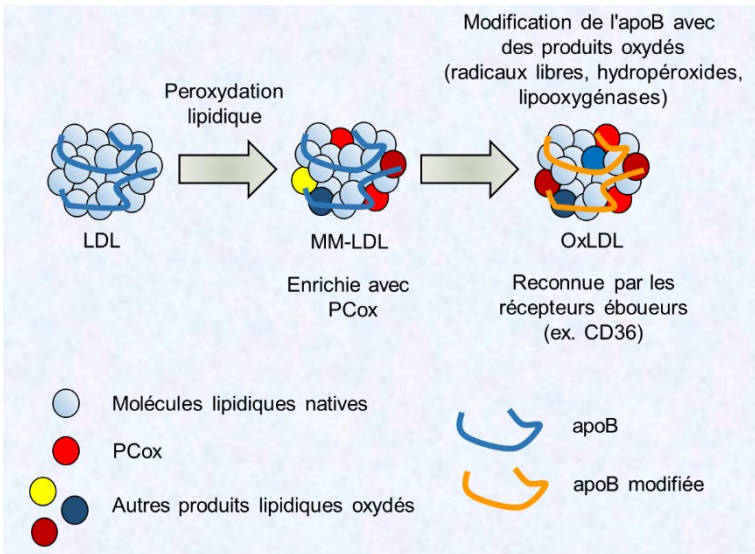 Modification de l'apoB avec
des produits oxydés
(radicaux libres, hydropéroxides,
lipooxygénases)
Peroxydation
lipidique
LDL
MM-LDL
OxLDL
Enrichie avec
PCox
Reconnue par les
récepteurs éboueurs
(ex. CD36)
Molécules lipidiques natives
PCox
Autres produits lipidiques oxydés
apoB
apoB modifiée